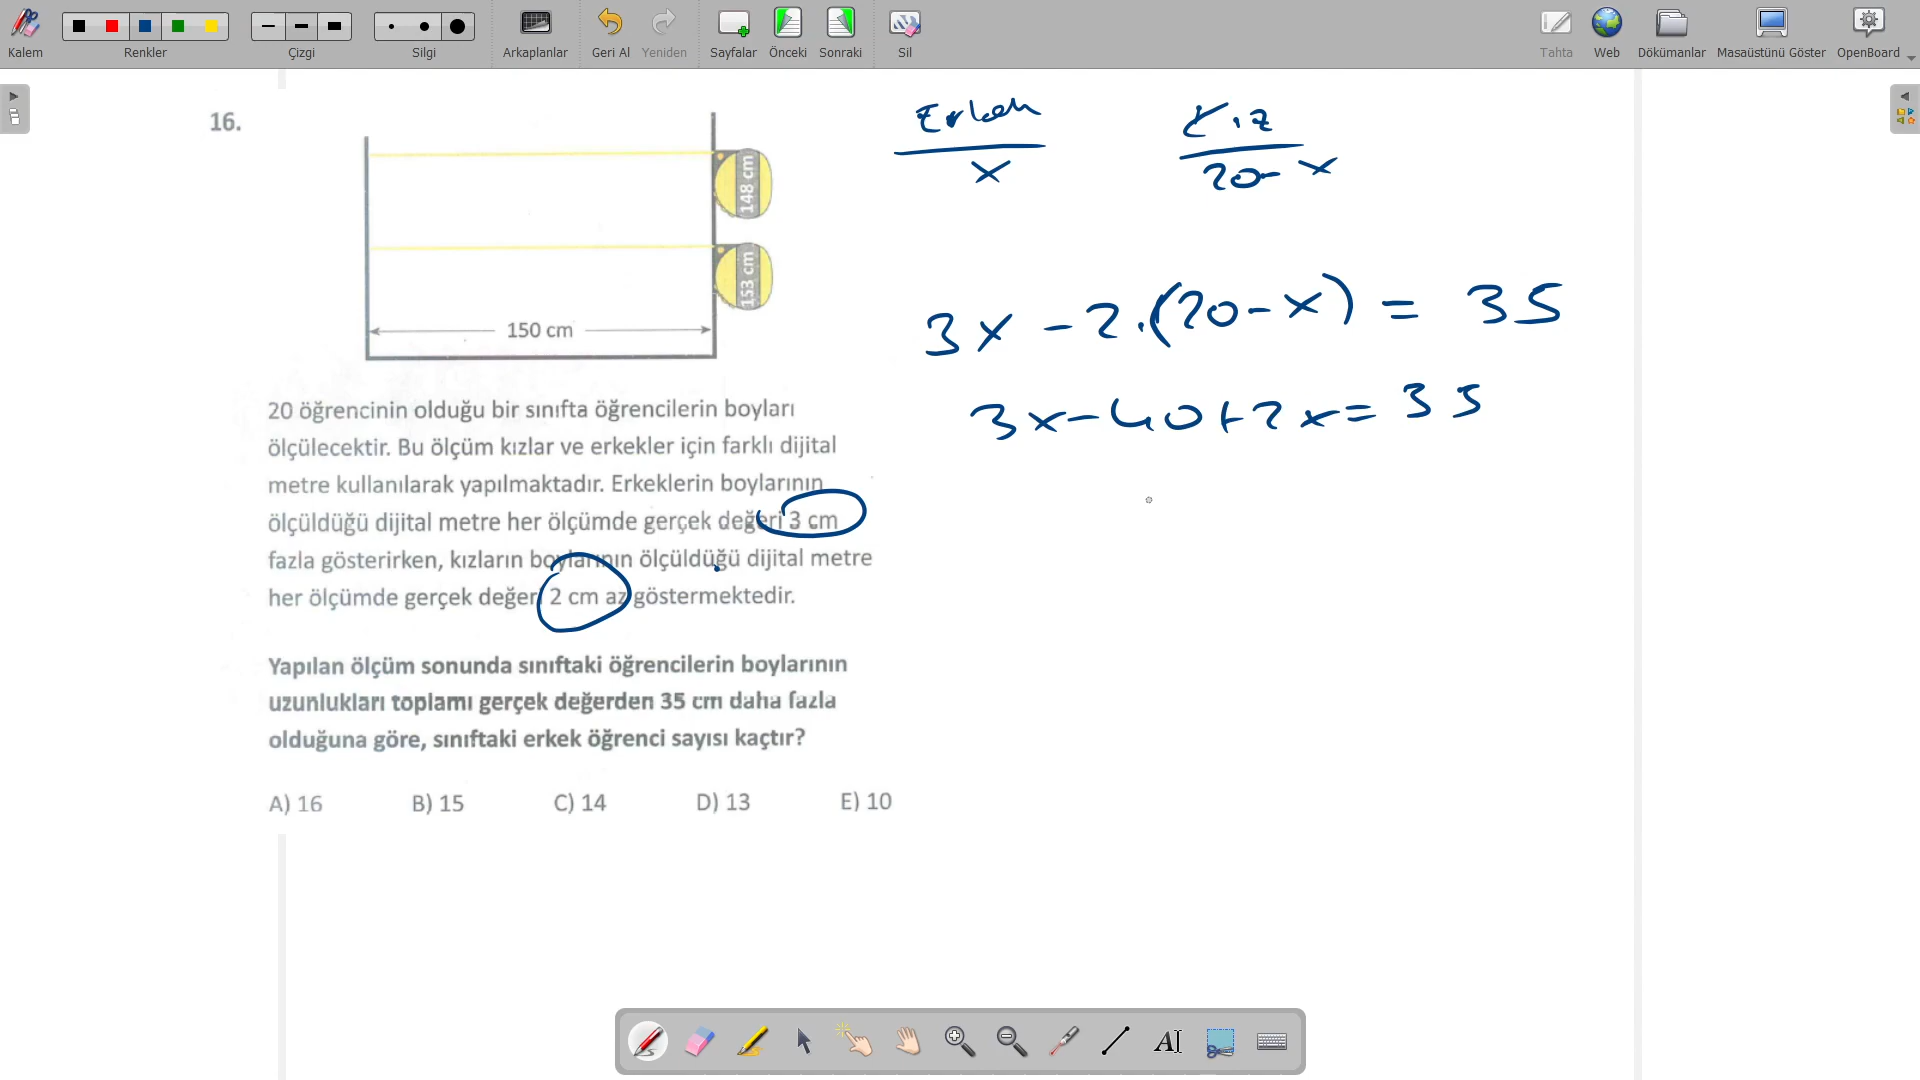 Kalem
Renkler
Çizgi
Silgi
Arkaplanlar
Geri Al
Yeniden
Sayfalar
Önceki
Sonraki
Sil
Tahta
Web
Dökümanlar
Masaüstünü Göster
OpenBoard
16.
148 cm
153 cm
150 cm
20 öğrencinin olduğu bir sınıfta öğrencilerin boyları
ölçülecektir. Bu ölçüm kızlar ve erkekler için farklı dijital
metre kullanılarak yapılmaktadır. Erkeklerin boylarının
ölçüldüğü dijital metre her ölçümde gerçek değeri 3 cm
fazla gösterirken, kızların boylarının ölçüldüğü dijital metre
her ölçümde gerçek değeri 2 cm az göstermektedir.
Yapılan ölçüm sonunda sınıftaki öğrencilerin boylarının
uzunlukları toplamı gerçek değerden 35 cm daha fazla
olduğuna göre, sınıftaki erkek öğrenci sayısı kaçtır?
A) 16 B) 15 C) 14 D) 13 E) 10
Erkek Kız
x 20-x
3x-2.(20-x) = 35
3x-40+2x=35
AI